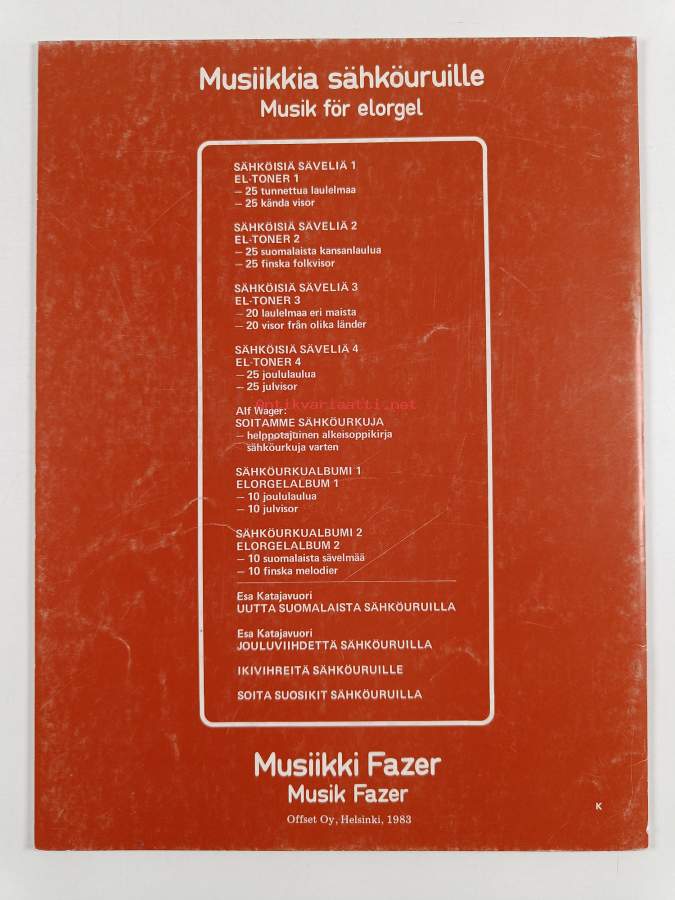 Musiikkia sähköuruille
Musik för elorgel
SÄHKÖISIÄ SÄVELIÄ 1
EL-TONER 1
– 25 tunnettua laulelmaa
– 25 kända visor
SÄHKÖISIÄ SÄVELIÄ 2
EL-TONER 2
– 25 suomalaista kansanlaulua
– 25 finska folkvisor
SÄHKÖISIÄ SÄVELIÄ 3
EL-TONER 3
– 20 laulelmaa eri maista
– 20 visor från olika länder
SÄHKÖISIÄ SÄVELIÄ 4
EL-TONER 4
– 25 joululaulua
– 25 julvisor
Antikvariaatti.net
Alf Wager:
SOITAMME SÄHKÖURKUJA
– helppotajuinen alkeisoppikirja
sähköurkuja varten
SÄHKÖURKUALBUMI 1
ELORGELALBUM 1
– 10 joululaulua
– 10 julvisor
SÄHKÖURKUALBUMI 2
ELORGELALBUM 2
– 10 suomalaista sävelmää
– 10 finska melodier
Esa Katajavuori
UUTTA SUOMALAISTA SÄHKÖURUILLA
Esa Katajavuori
JOULUVIIHDETTÄ SÄHKÖURUILLA
IKIVIHREITÄ SÄHKÖURUILLE
SOITA SUOSIKIT SÄHKÖURUILLA
Musiikki Fazer
Musik Fazer
Offset Oy, Helsinki, 1983
K